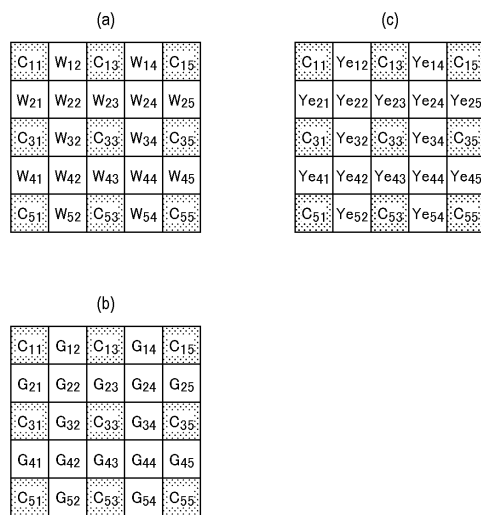 (a)
C11 W12 C13 W14 C15
W21 W22 W23 W24 W25
C31 W32 C33 W34 C35
W41 W42 W43 W44 W45
C51 W52 C53 W54 C55
(c)
C11 Ye12 C13 Ye14 C15
Ye21 Ye22 Ye23 Ye24 Ye25
C31 Ye32 C33 Ye34 C35
Ye41 Ye42 Ye43 Ye44 Ye45
C51 Ye52 C53 Ye54 C55
(b)
C11 G12 C13 G14 C15
G21 G22 G23 G24 G25
C31 G32 C33 G34 C35
G41 G42 G43 G44 G45
C51 G52 C53 G54 C55